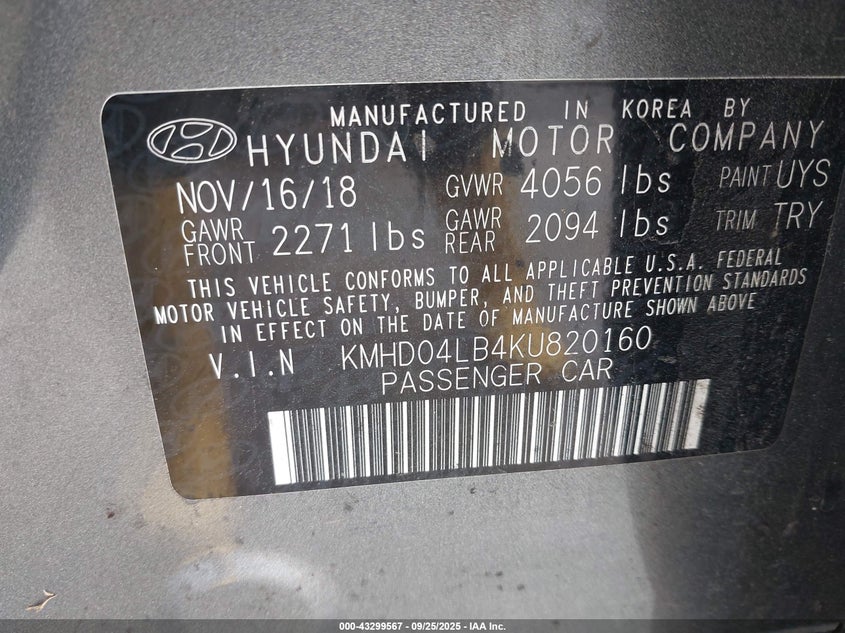 MANUFACTURED IN KOREA BY
HYUNDAI MOTOR COMPANY
NOV/16/18 GVWR 4056 lbs PAINT UYS
GAWR FRONT 2271 lbs GAWR REAR 2094 lbs TRIM TRY
THIS VEHICLE CONFORMS TO ALL APPLICABLE U.S.A. FEDERAL
MOTOR VEHICLE SAFETY, BUMPER, AND THEFT PREVENTION STANDARDS
IN EFFECT ON THE DATE OF MANUFACTURE SHOWN ABOVE
V.I.N KMHD04LB4KU820160
PASSENGER CAR
000-43299567 - 09/25/2025 - IAA Inc.